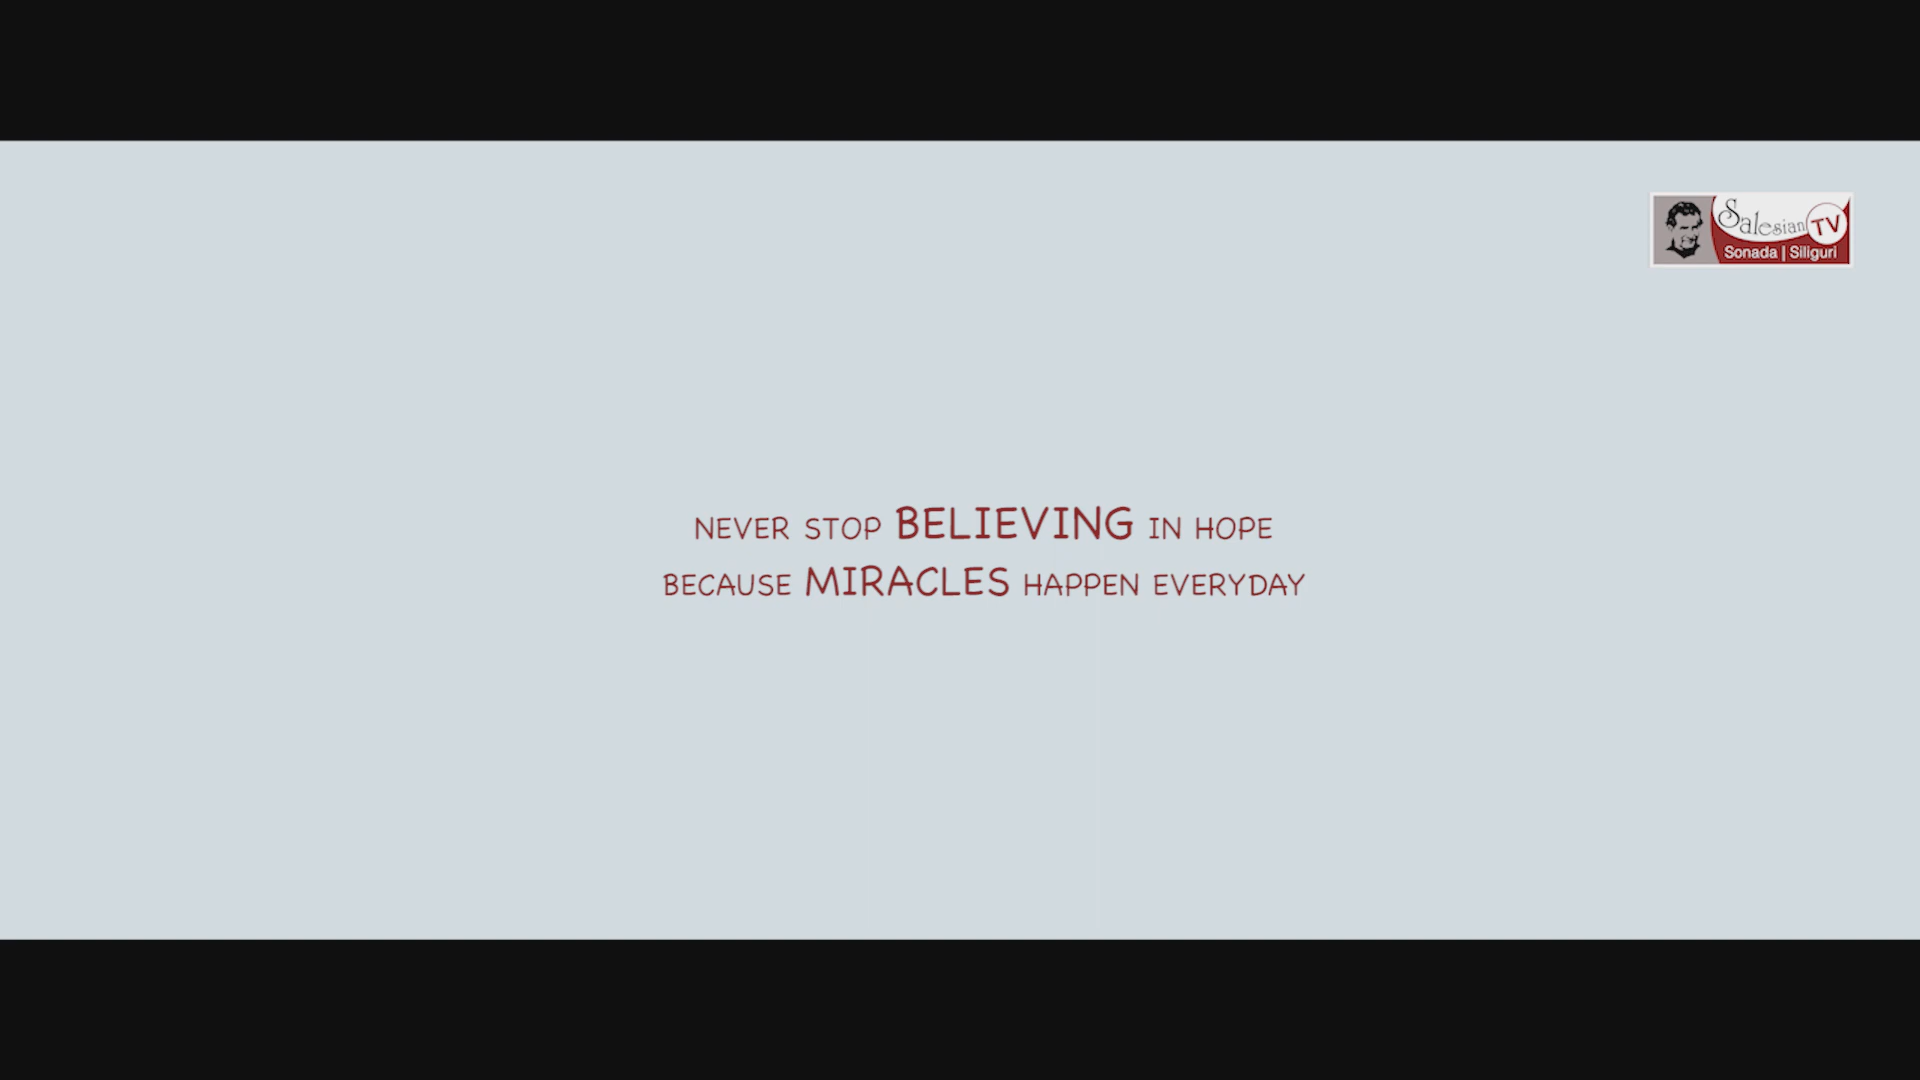 Salesian TV
Sonada | Siliguri
NEVER STOP BELIEVING IN HOPE
BECAUSE MIRACLES HAPPEN EVERYDAY